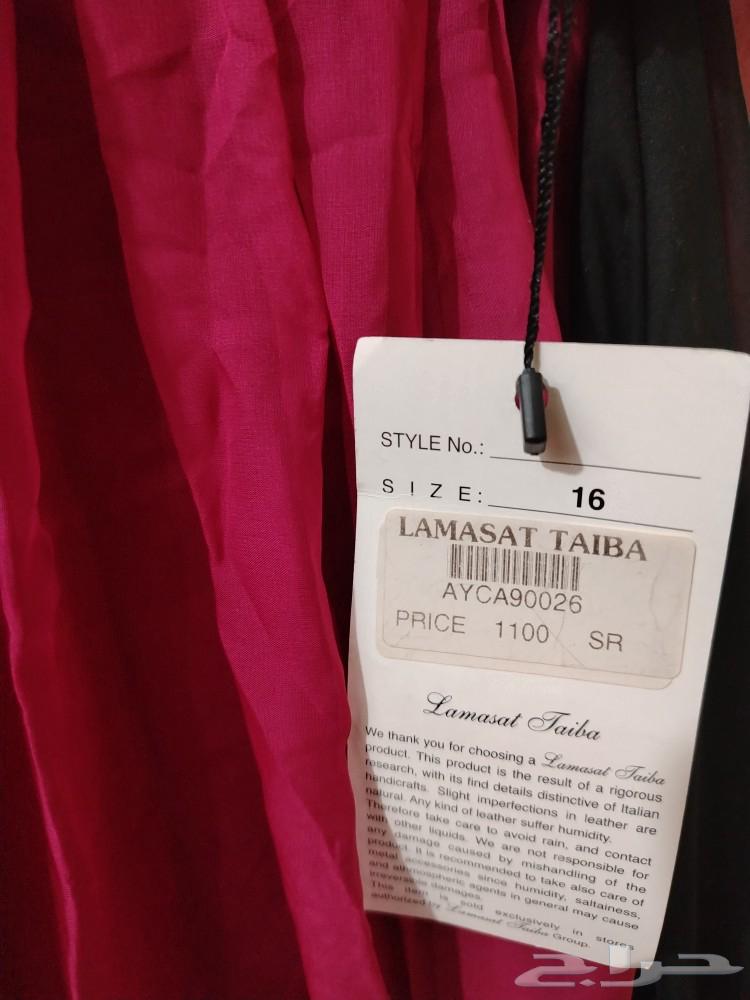 STYLE No.:
SIZE: 16
LAMASAT TAIBA
AYCA90026
PRICE 1100 SR
Lamasat Taiba
We thank you for choosing a Lamasat Taiba
product. This product is the result of a rigorous
research, with its find details distinctive of Italian
handicrafts. Slight imperfections in leather are
natural. Any kind of leather suffer humidity.
Therefore take care to avoid rain, and contact
with other liquids. We are not responsible for
any damage caused by mishandling of the
product. It is recommended to take also care of
metal accessories since humidity, saltainess,
and atmospheric agents in general may cause
irreversible damages.
This item is sold exclusively in stores
authorized by Lamasat Taiba Group.
حراج